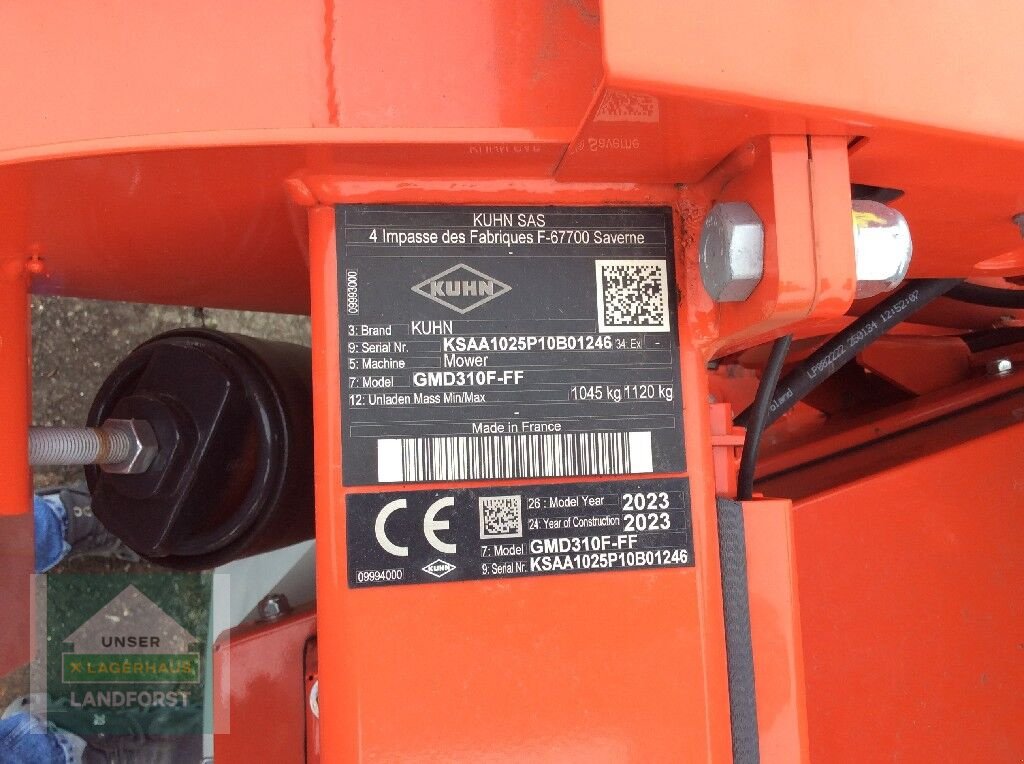 KUHN SAS
4 Impasse des Fabriques F-67700 Saverne
09993000
KUHN
3: Brand KUHN
9: Serial Nr. KSAA1025P10B01246 34: Ex -
5: Machine Mower
7: Model GMD310F-FF
12: Unladen Mass Min/Max 1045 kg 1120 kg
-
Made in France
CE
26: Model Year 2023
24: Year of Construction 2023
7: Model GMD310F-FF
9: Serial Nr. KSAA1025P10B01246
09994000
KUHN
12:52+07
UNSER
X LAGERHAUS
LANDFORST